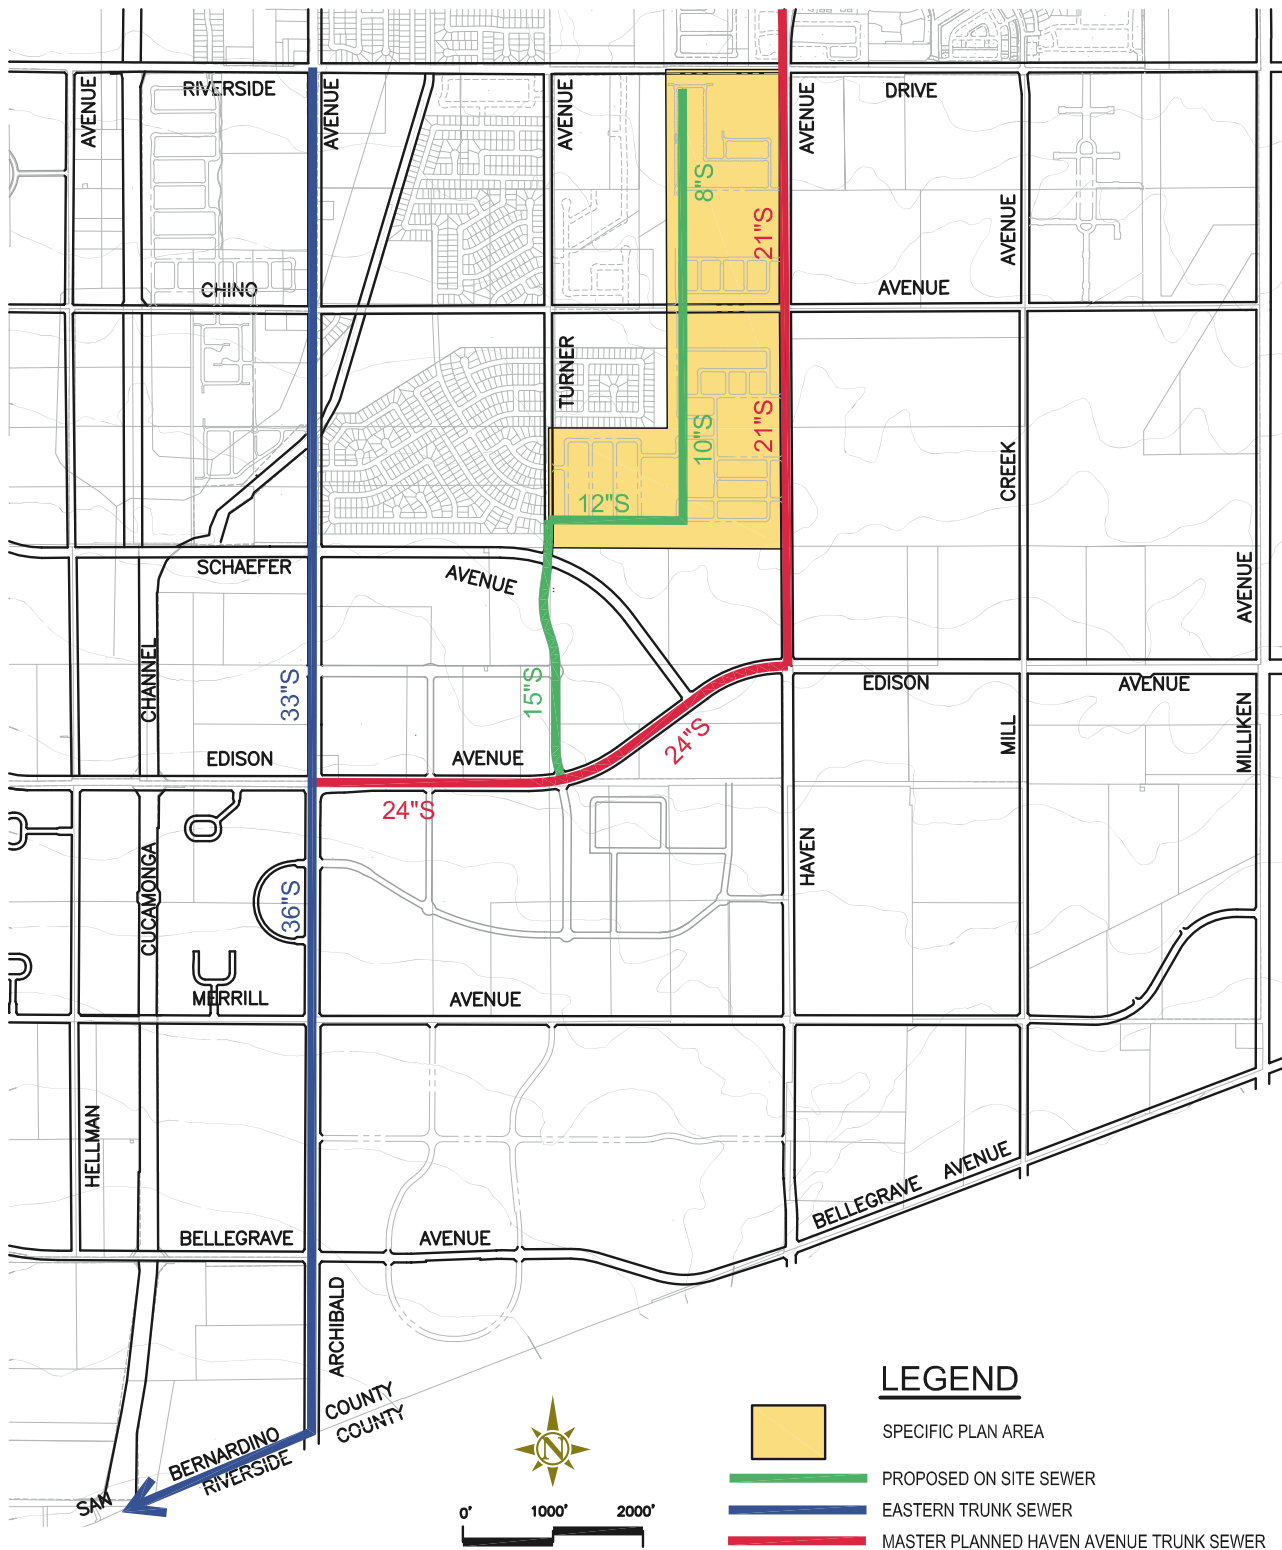 AVENUE
RIVERSIDE
AVENUE
AVENUE
AVENUE
DRIVE
8"S
21"S
AVENUE
CHINO
AVENUE
TURNER
10"S
21"S
CREEK
12"S
SCHAEFER
AVENUE
AVENUE
CHANNEL
33"S
15"S
EDISON
AVENUE
MILL
MILLIKEN
24"S
EDISON
AVENUE
24"S
HAVEN
CUCAMONGA
36"S
MERRILL
AVENUE
HELLMAN
BELLEGRAVE AVENUE
BELLEGRAVE
AVENUE
ARCHIBALD
SAN BERNARDINO COUNTY
RIVERSIDE COUNTY
N
0' 1000' 2000'
LEGEND
SPECIFIC PLAN AREA
PROPOSED ON SITE SEWER
EASTERN TRUNK SEWER
MASTER PLANNED HAVEN AVENUE TRUNK SEWER